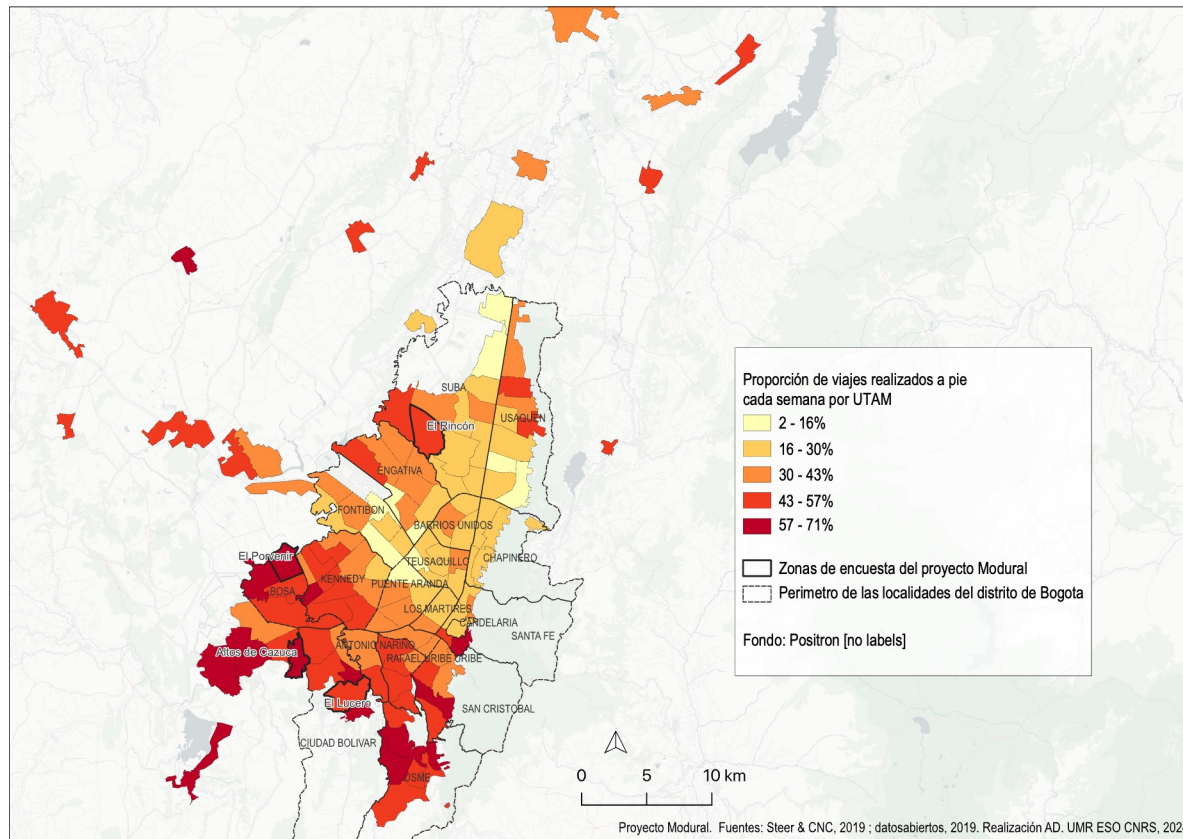 SUBA
USAQUEN
El Rincón
ENGATIVA
FONTIBON
BARRIOS UNIDOS
CHAPINERO
El Porvenir
TEUSAQUILLO
KENNEDY
PUENTE ARANDA
BOSA
LOS MARTIRES
CANDELARIA
SANTA FE
ANTONIO NARIÑO
Altos de Cazuca
RAFAEL URIBE URIBE
El Lucero
SAN CRISTOBAL
CIUDAD BOLIVAR
USME
Proporción de viajes realizados a pie
cada semana por UTAM
2 - 16%
16 - 30%
30 - 43%
43 - 57%
57 - 71%
Zonas de encuesta del proyecto Modural
Perimetro de las localidades del distrito de Bogota
Fondo: Positron [no labels]
0 5 10 km
Proyecto Modural. Fuentes: Steer & CNC, 2019 ; datosabiertos, 2019. Realización AD. UMR ESO CNRS, 202